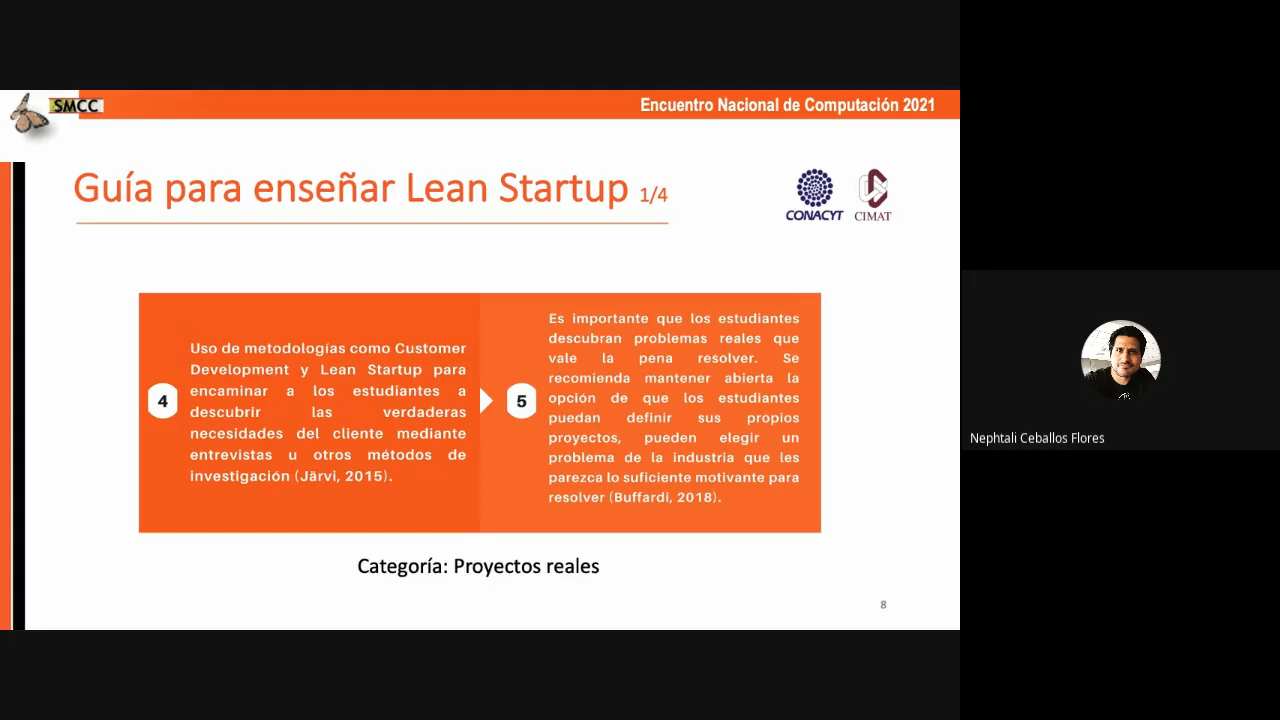 SMCC
Encuentro Nacional de Computación 2021
Guía para enseñar Lean Startup 1/4
CONACYT
CIMAT
4
Uso de metodologías como Customer
Development y Lean Startup para
encaminar a los estudiantes a
descubrir las verdaderas
necesidades del cliente mediante
entrevistas u otros métodos de
investigación (Järvi, 2015).
5
Es importante que los estudiantes
descubran problemas reales que
vale la pena resolver. Se
recomienda mantener abierta la
opción de que los estudiantes
puedan definir sus propios
proyectos, pueden elegir un
problema de la industria que les
parezca lo suficiente motivante para
resolver (Buffardi, 2018).
Categoría: Proyectos reales
8
Nephtali Ceballos Flores